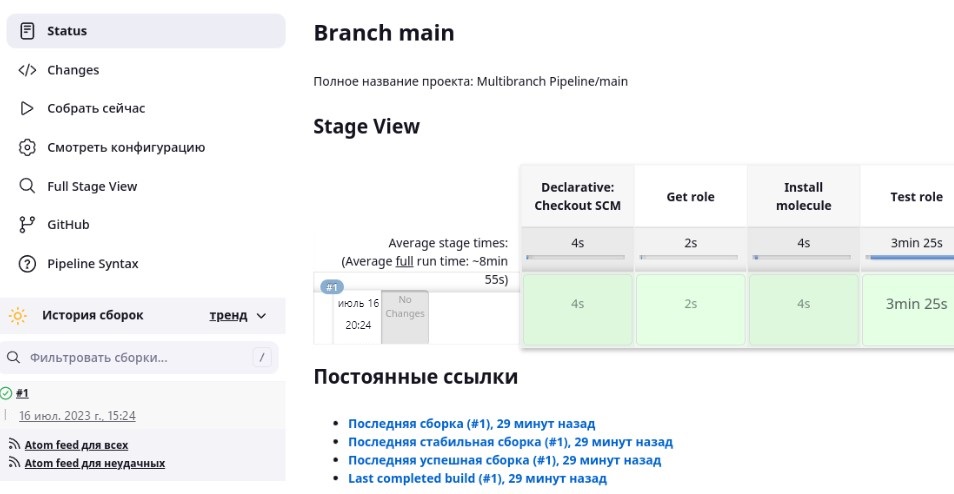 Status
Changes
Собрать сейчас
Смотреть конфигурацию
Full Stage View
GitHub
Pipeline Syntax
История сборок
тренд
Фильтровать сборки...
/
#1
16 июл. 2023 г., 15:24
Atom feed для всех
Atom feed для неудачных
Branch main
Полное название проекта: Multibranch Pipeline/main
Stage View
Declarative:
Checkout SCM
Get role
Install
molecule
Test role
Average stage times:
(Average full run time: ~8min
55s)
4s
2s
4s
3min 25s
#1
июль 16
20:24
No
Changes
4s
2s
4s
3min 25s
Постоянные ссылки
Последняя сборка (#1), 29 минут назад
Последняя стабильная сборка (#1), 29 минут назад
Последняя успешная сборка (#1), 29 минут назад
Last completed build (#1), 29 минут назад